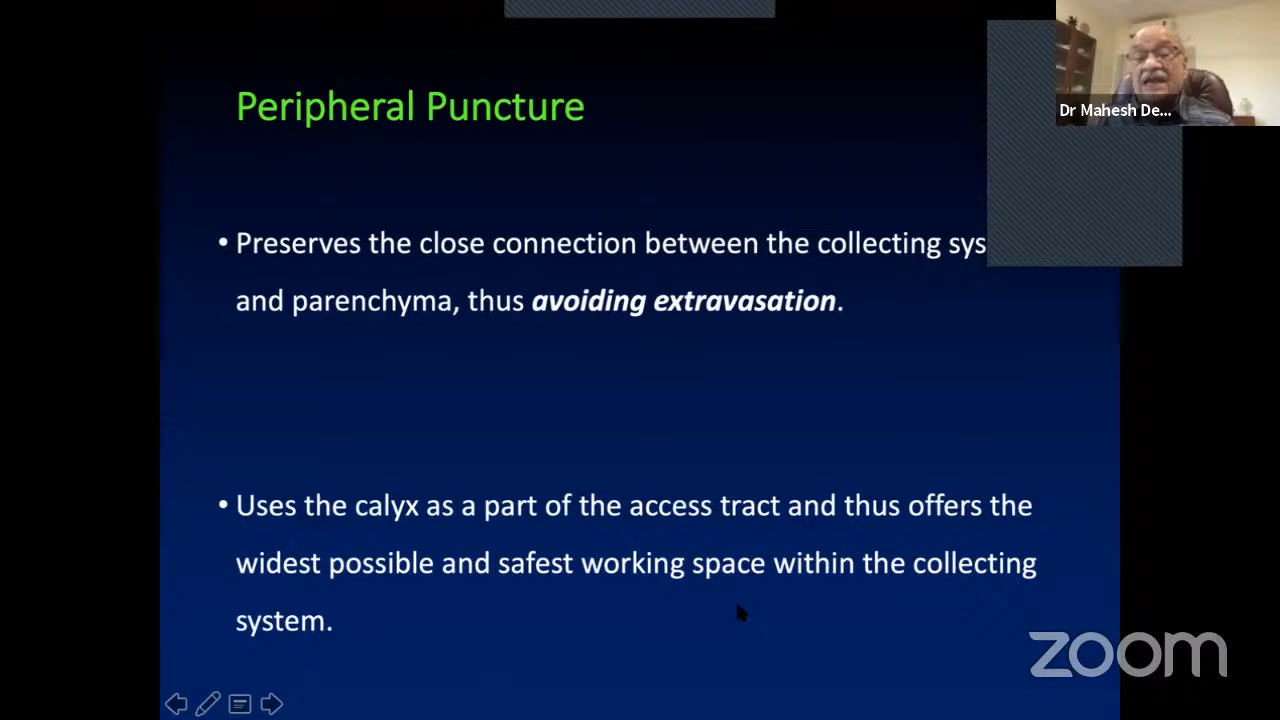 Dr Mahesh De...
Peripheral Puncture
• Preserves the close connection between the collecting sys
and parenchyma, thus avoiding extravasation.
• Uses the calyx as a part of the access tract and thus offers the
widest possible and safest working space within the collecting
system.
zoom